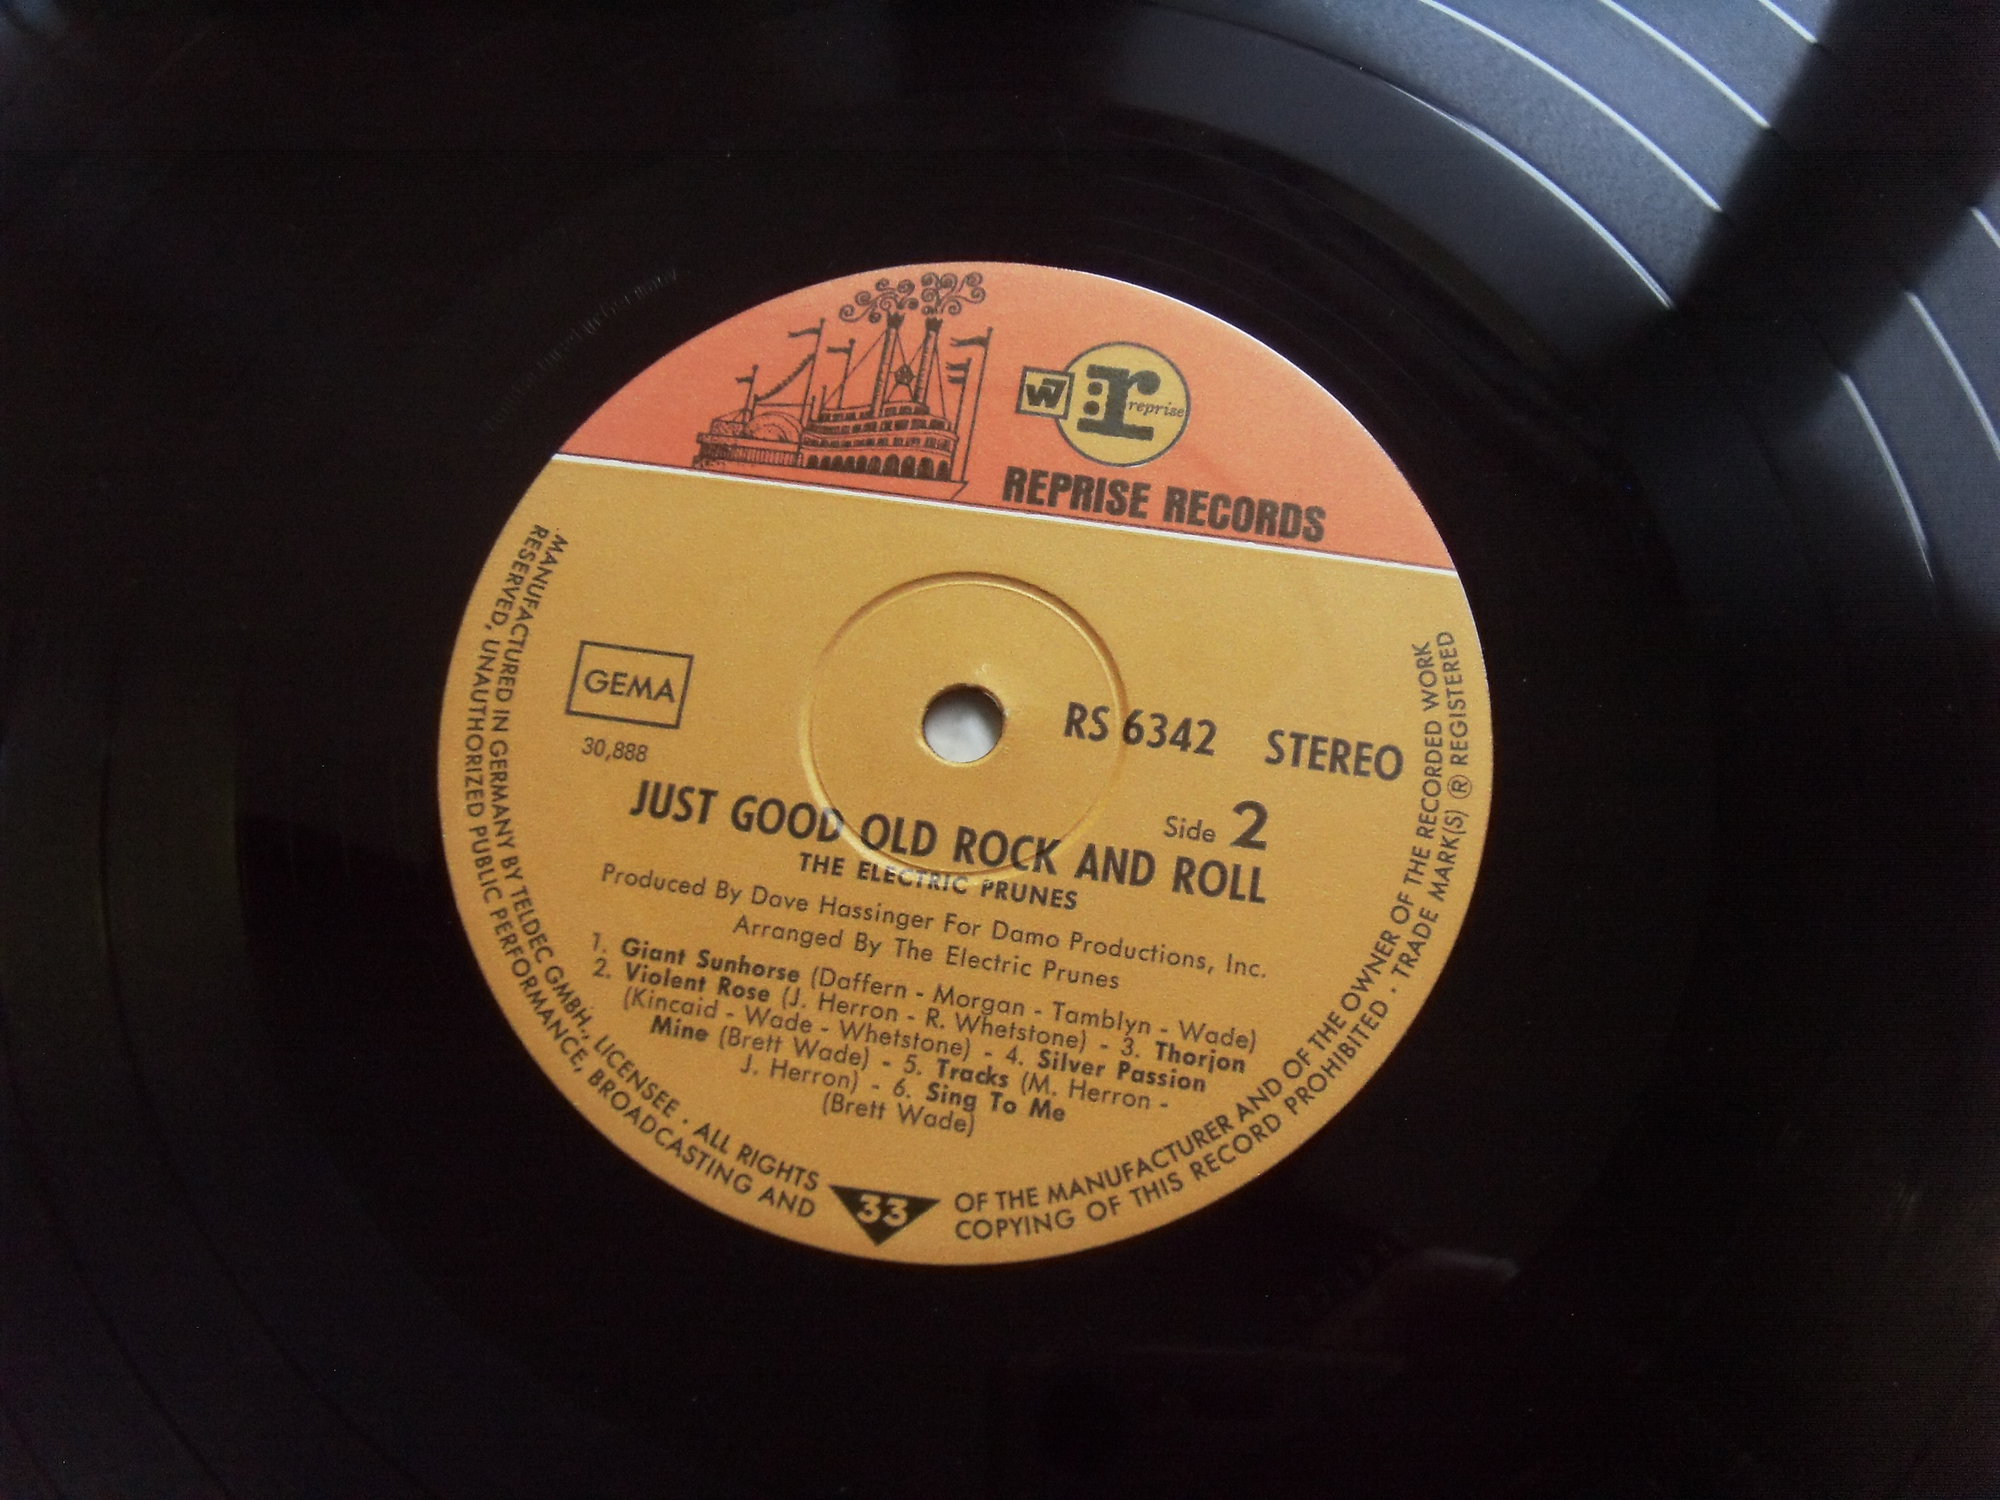 W7
r
reprise
REPRISE RECORDS
GEMA
30,888
RS 6342 STEREO
Side 2
JUST GOOD OLD ROCK AND ROLL
THE ELECTRIC PRUNES
Produced By Dave Hassinger For Damo Productions, Inc.
Arranged By The Electric Prunes
1. Giant Sunhorse (Daffern - Morgan - Tamblyn - Wade)
2. Violent Rose (J. Herron - R. Whetstone) - 3. Thorjon
(Kincaid - Wade - Whetstone) - 4. Silver Passion
Mine (Brett Wade) - 5. Tracks (M. Herron -
J. Herron) - 6. Sing To Me
(Brett Wade)
33
MANUFACTURED IN GERMANY BY TELDEC GMBH., LICENSEE · ALL RIGHTS OF THE MANUFACTURER AND OF THE OWNER OF THE RECORDED WORK
RESERVED, UNAUTHORIZED PUBLIC PERFORMANCE, BROADCASTING AND COPYING OF THIS RECORD PROHIBITED · TRADE MARK(S) ® REGISTERED